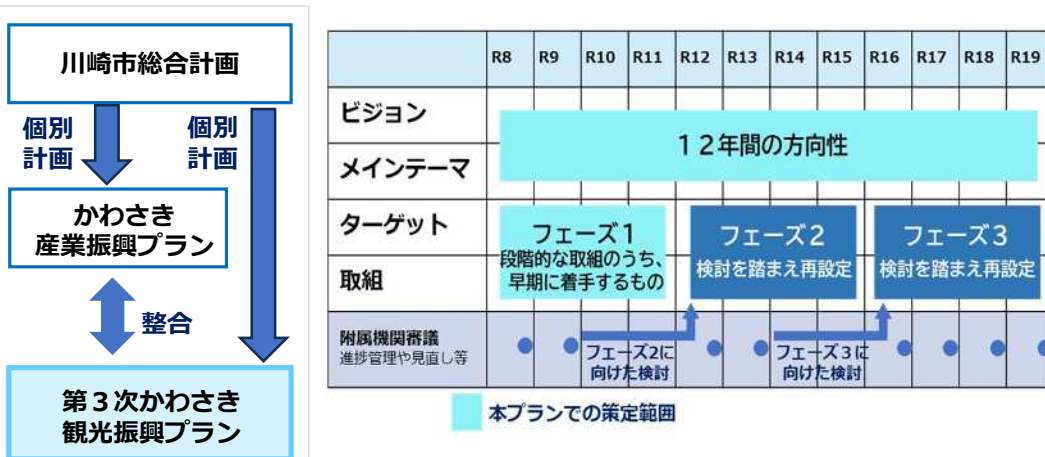 川崎市総合計画
個別
計画
個別
計画
かわさき
産業振興プラン
整合
第３次かわさき
観光振興プラン
R8 R9 R10 R11 R12 R13 R14 R15 R16 R17 R18 R19
ビジョン
メインテーマ
１２年間の方向性
ターゲット
取組
フェーズ１
段階的な取組のうち、
早期に着手するもの
フェーズ２
検討を踏まえ再設定
フェーズ３
検討を踏まえ再設定
附属機関審議
進捗管理や見直し等
フェーズ2に
向けた検討
フェーズ３に
向けた検討
本プランでの策定範囲